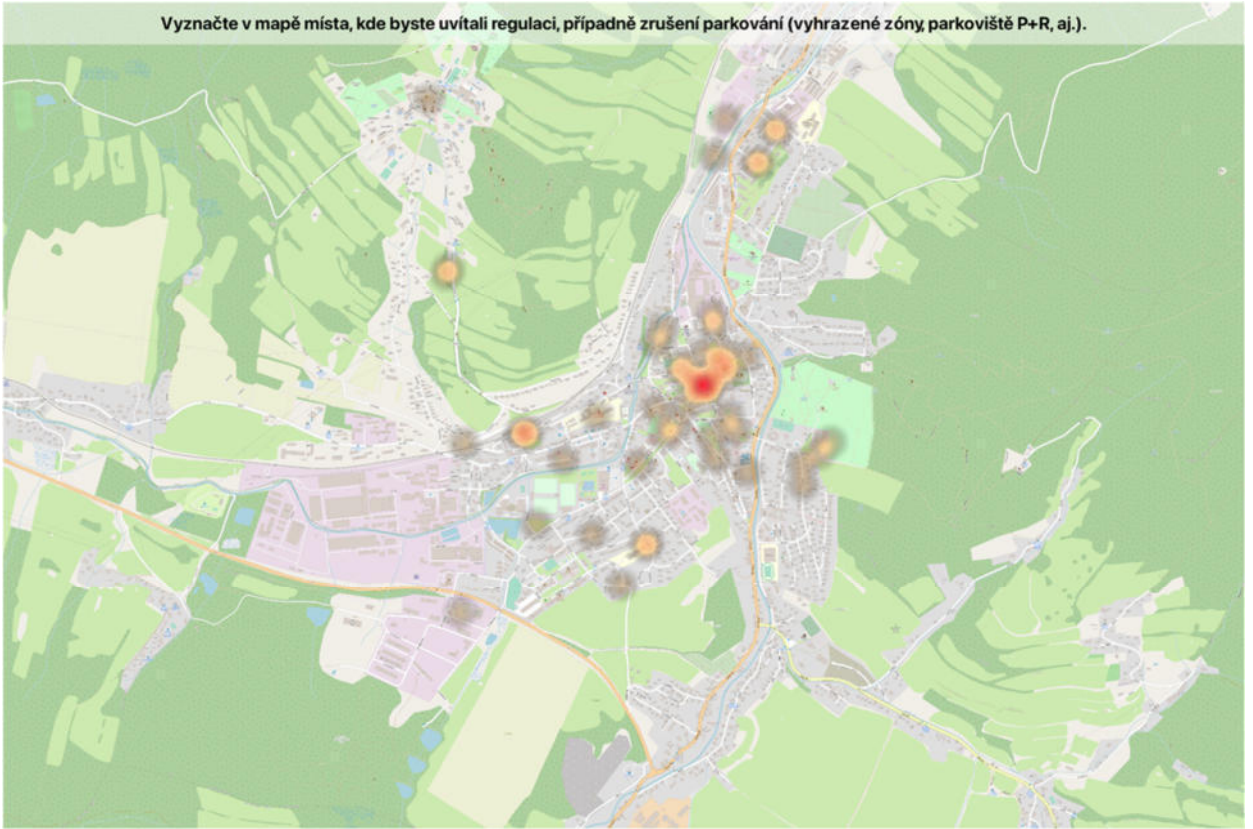 Vyznačte v mapě místa, kde byste uvítali regulaci, případně zrušení parkování (vyhrazené zóny, parkoviště P+R, aj.).